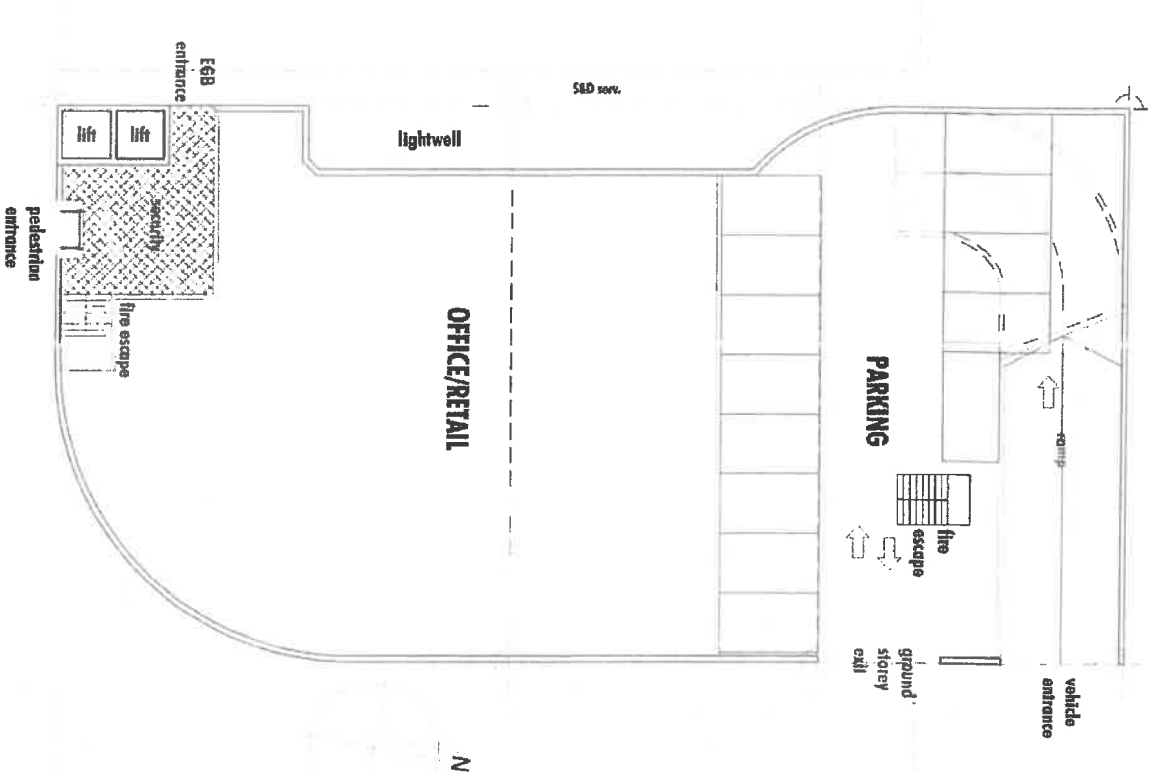 EGB
entrance
S&D serv.
lift
lift
lightwell
security
pedestrian
entrance
fire escape
OFFICE/RETAIL
PARKING
ramp
fire
escape
ground
storey
exit
vehicle
entrance
N